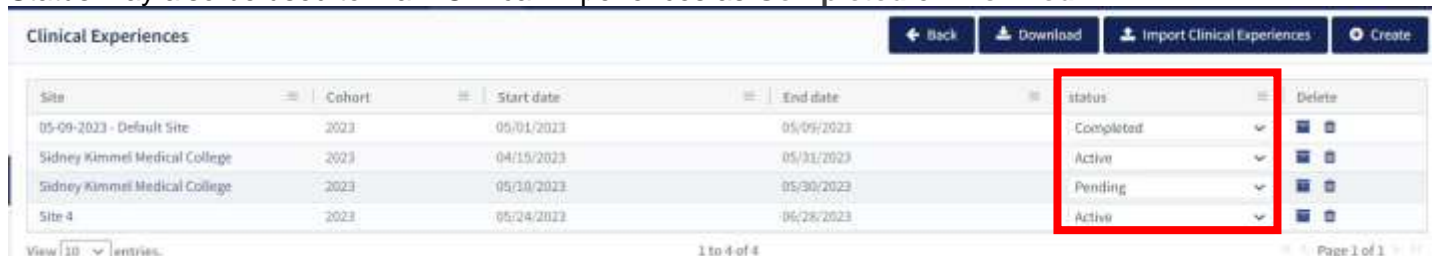 Clinical Experiences Back Download Import Clinical Experiences Create
Site Cohort Start date End date status Delete
05-09-2023 - Default Site 2023 05/01/2023 05/09/2023 Completed
Sidney Kimmel Medical College 2023 04/15/2023 05/31/2023 Active
Sidney Kimmel Medical College 2023 05/10/2023 05/30/2023 Pending
Site 4 2023 05/24/2023 06/28/2023 Active
View 10 entries. 1 to 4 of 4 Page 1 of 1